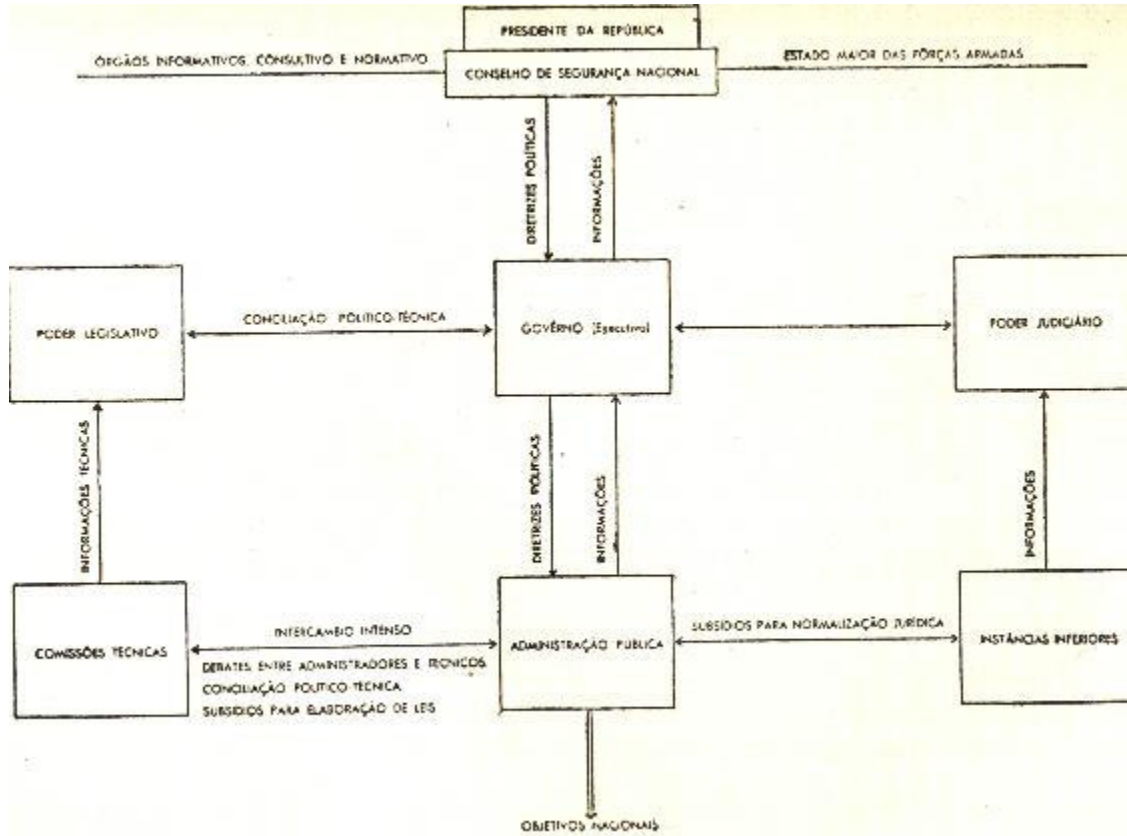 PRESIDENTE DA REPÚBLICA
ÓRGÃOS INFORMATIVOS, CONSULTIVO E NORMATIVO
CONSELHO DE SEGURANÇA NACIONAL
ESTADO MAIOR DAS FÔRÇAS ARMADAS
DIRETRIZES POLÍTICAS
INFORMAÇÕES
PODER LEGISLATIVO
CONCILIAÇÃO POLÍTICO-TÉCNICA
GOVÊRNO (Executivo)
PODER JUDICIÁRIO
INFORMAÇÕES TÉCNICAS
DIRETRIZES POLÍTICAS
INFORMAÇÕES
INFORMAÇÕES
COMISSÕES TÉCNICAS
INTERCAMBIO INTENSO
DEBATES ENTRE ADMINISTRADORES E TÉCNICOS
CONCILIAÇÃO POLITICO-TÉCNICA
SUBSIDIOS PARA ELABORAÇÃO DE LEIS
ADMINISTRAÇÃO PÚBLICA
SUBSÍDIOS PARA NORMALIZAÇÃO JURÍDICA
INSTÂNCIAS INFERIORES
OBJETIVOS NACIONAIS